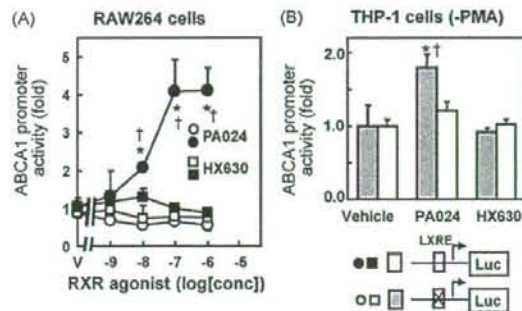 (A) RAW264 cells
ABCA1 promoter activity (fold)
5
4
3
2
1
0
†
*
*
†
*†
PA024
HX630
V -9 -8 -7 -6
RXR agonist (log[conc])
(B) THP-1 cells (-PMA)
ABCA1 promoter activity (fold)
2.0
1.0
0.0
*†
Vehicle PA024 HX630
LXRE
Luc
X
Luc